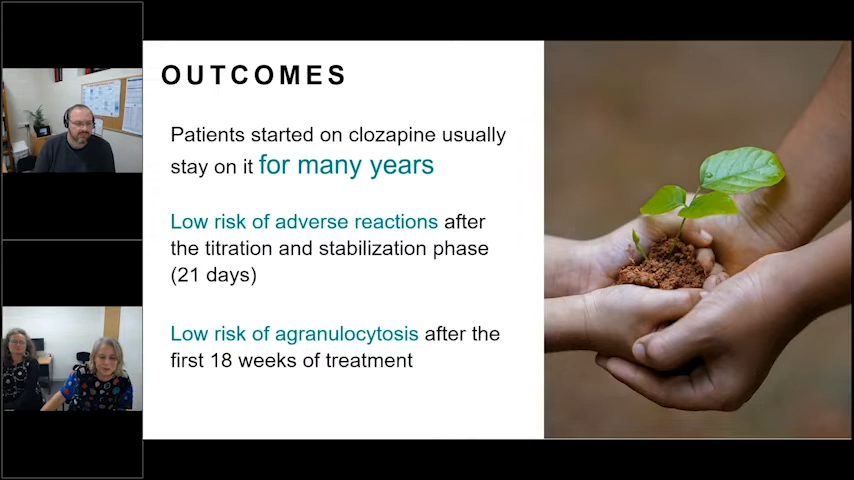 OUTCOMES
Patients started on clozapine usually
stay on it for many years
Low risk of adverse reactions after
the titration and stabilization phase
(21 days)
Low risk of agranulocytosis after the
first 18 weeks of treatment